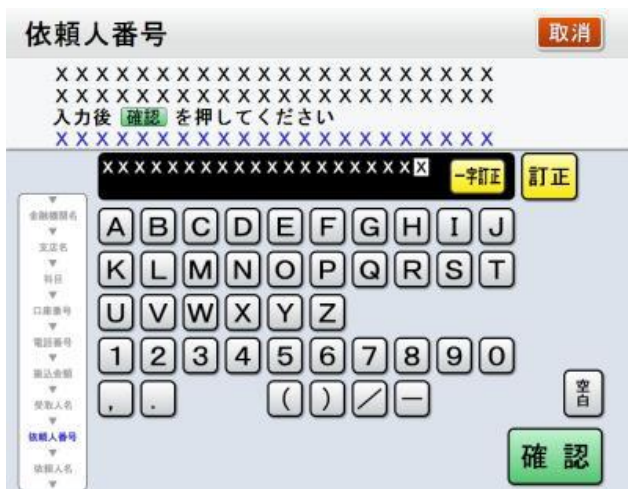 依頼人番号
取消
XXXXXXXXXXXXXXXXXXXXXX
XXXXXXXXXXXXXXXXXXXXXX
入力後 確認 を押してください
XXXXXXXXXXXXXXXXXXXXXX
XXXXXXXXXXXXXXXXXXXX
一字訂正
訂正
金融機関名
支店名
科目
口座番号
電話番号
振込金額
受取人名
依頼人番号
依頼人名
A B C D E F G H I J
K L M N O P Q R S T
U V W X Y Z
1 2 3 4 5 6 7 8 9 0
, . ( ) / ー
空白
確認